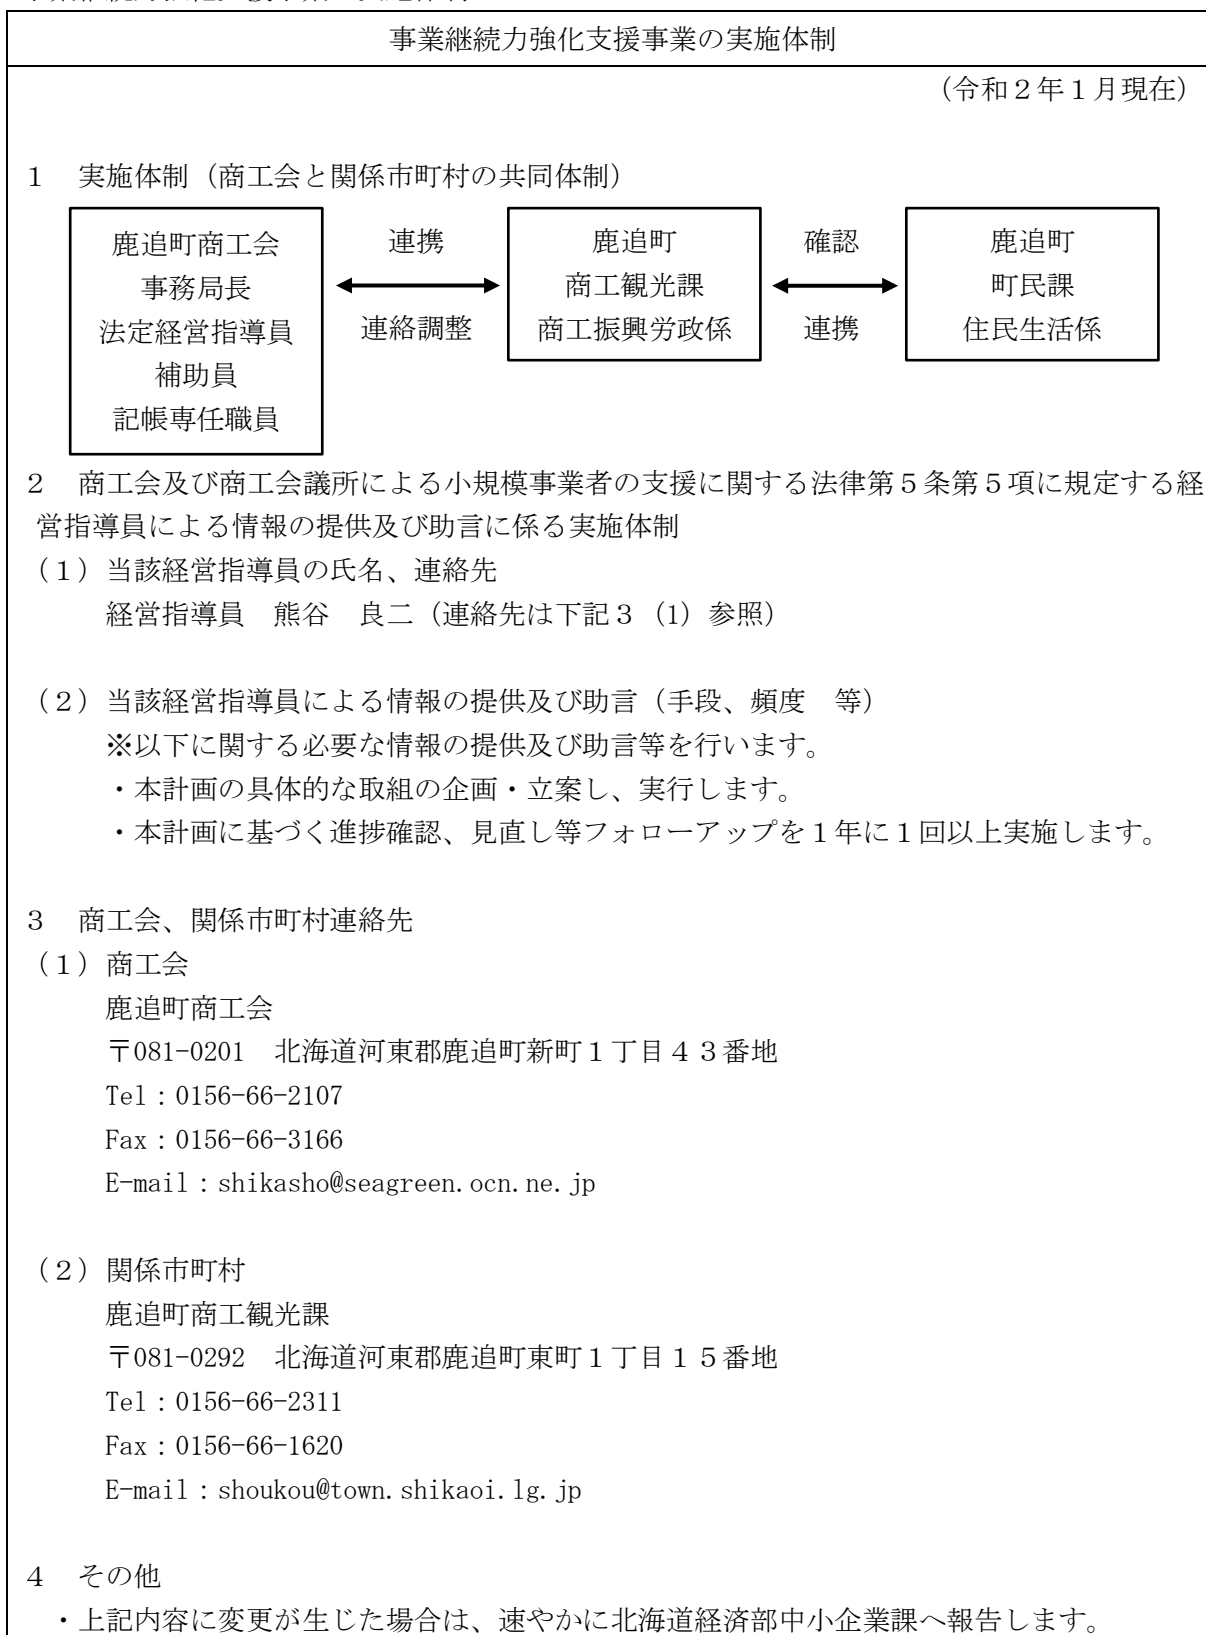 事業継続力強化支援事業の実施体制
（令和２年１月現在）
１　実施体制（商工会と関係市町村の共同体制）
鹿追町商工会
事務局長
法定経営指導員
補助員
記帳専任職員
連携
連絡調整
鹿追町
商工観光課
商工振興労政係
確認
連携
鹿追町
町民課
住民生活係
２　商工会及び商工会議所による小規模事業者の支援に関する法律第５条第５項に規定する経
営指導員による情報の提供及び助言に係る実施体制
（１）当該経営指導員の氏名、連絡先
経営指導員　熊谷　良二（連絡先は下記３（1）参照）
（２）当該経営指導員による情報の提供及び助言（手段、頻度　等）
※以下に関する必要な情報の提供及び助言等を行います。
・本計画の具体的な取組の企画・立案し、実行します。
・本計画に基づく進捗確認、見直し等フォローアップを１年に１回以上実施します。
３　商工会、関係市町村連絡先
（１）商工会
鹿追町商工会
〒081-0201　北海道河東郡鹿追町新町１丁目４３番地
Tel：0156-66-2107
Fax：0156-66-3166
E-mail：shikasho@seagreen.ocn.ne.jp
（２）関係市町村
鹿追町商工観光課
〒081-0292　北海道河東郡鹿追町東町１丁目１５番地
Tel：0156-66-2311
Fax：0156-66-1620
E-mail：shoukou@town.shikaoi.lg.jp
４　その他
・上記内容に変更が生じた場合は、速やかに北海道経済部中小企業課へ報告します。